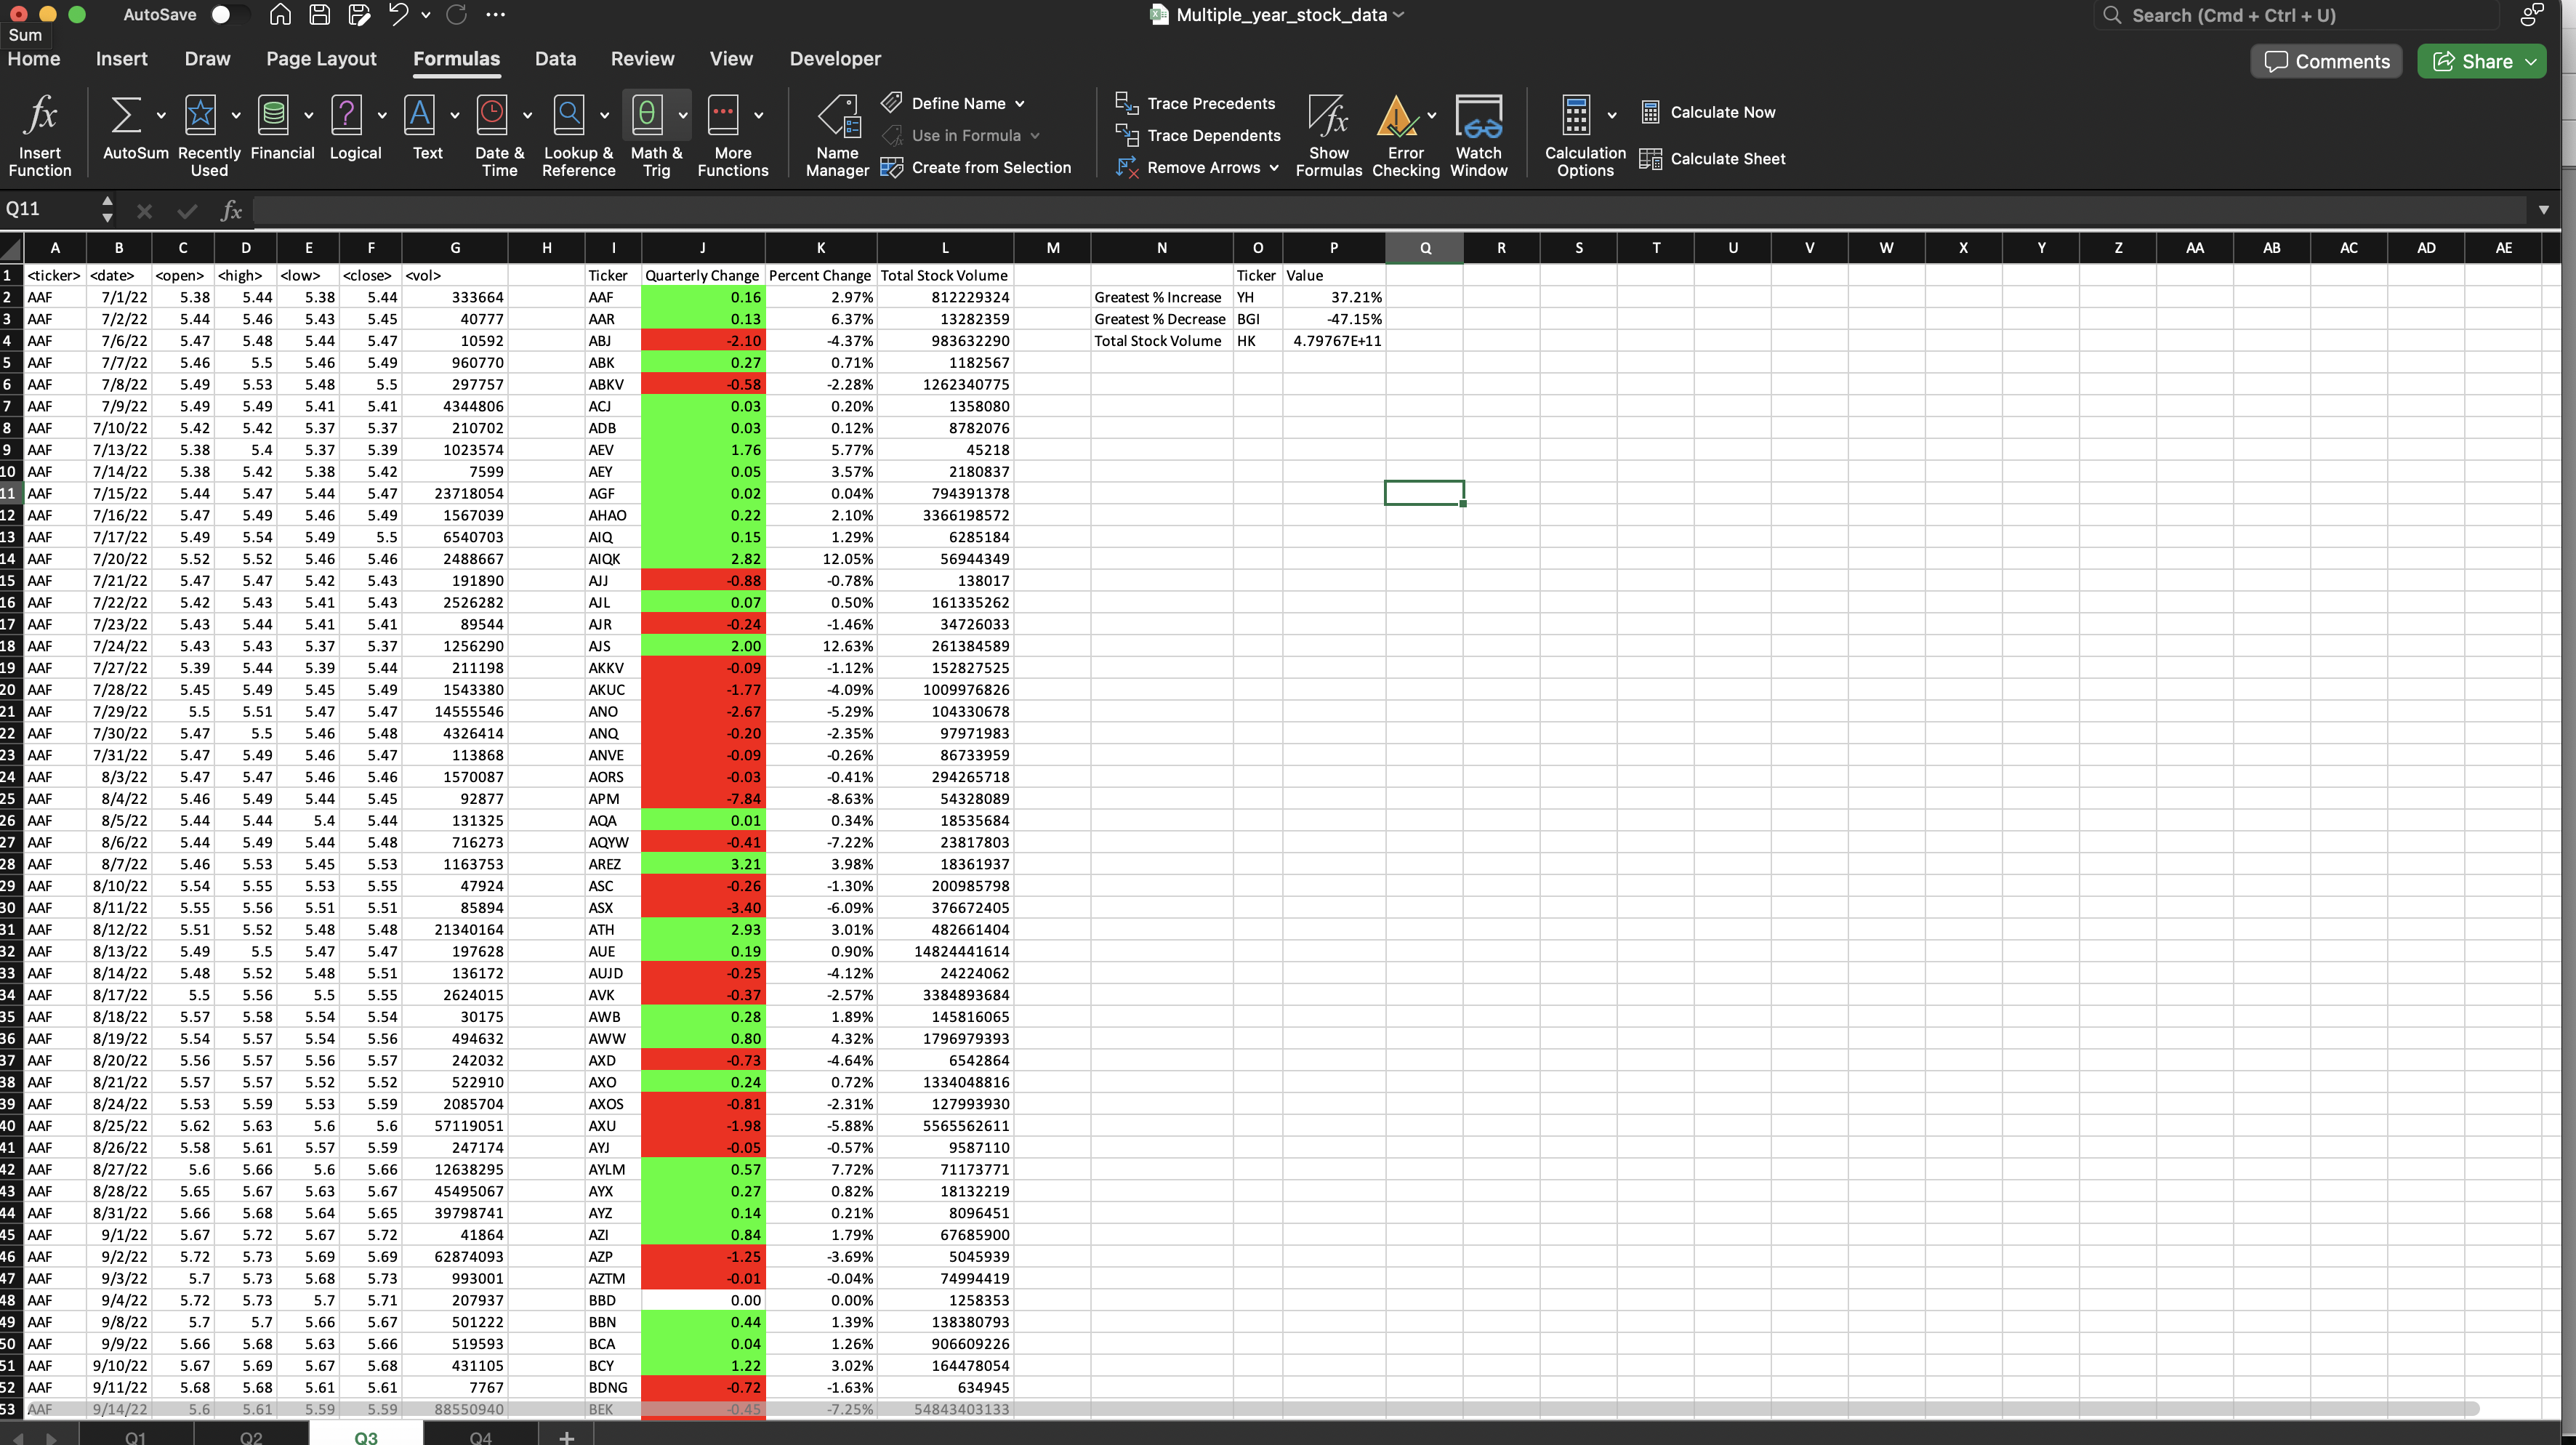 AutoSave Multiple_year_stock_data Search (Cmd + Ctrl + U)
Sum
Home Insert Draw Page Layout Formulas Data Review View Developer Comments Share
Insert Function AutoSum Recently Used Financial Logical Text Date & Time Lookup & Reference Math & Trig More Functions Name Manager Define Name Use in Formula Create from Selection Trace Precedents Trace Dependents Remove Arrows Show Formulas Error Checking Watch Window Calculation Options Calculate Now Calculate Sheet
Q11 fx
A B C D E F G H I J K L M N O P Q R S T U V W X Y Z AA AB AC AD AE
1 <ticker> <date> <open> <high> <low> <close> <vol> Ticker Quarterly Change Percent Change Total Stock Volume Ticker Value
2 AAF 7/1/22 5.38 5.44 5.38 5.44 333664 AAF 0.16 2.97% 812229324 Greatest % Increase YH 37.21%
3 AAF 7/2/22 5.44 5.46 5.43 5.45 40777 AAR 0.13 6.37% 13282359 Greatest % Decrease BGI -47.15%
4 AAF 7/6/22 5.47 5.48 5.44 5.47 10592 ABJ -2.10 -4.37% 983632290 Total Stock Volume HK 4.79767E+11
5 AAF 7/7/22 5.46 5.5 5.46 5.49 960770 ABK 0.27 0.71% 1182567
6 AAF 7/8/22 5.49 5.53 5.48 5.5 297757 ABKV -0.58 -2.28% 1262340775
7 AAF 7/9/22 5.49 5.49 5.41 5.41 4344806 ACJ 0.03 0.20% 1358080
8 AAF 7/10/22 5.42 5.42 5.37 5.37 210702 ADB 0.03 0.12% 8782076
9 AAF 7/13/22 5.38 5.4 5.37 5.39 1023574 AEV 1.76 5.77% 45218
10 AAF 7/14/22 5.38 5.42 5.38 5.42 7599 AEY 0.05 3.57% 2180837
11 AAF 7/15/22 5.44 5.47 5.44 5.47 23718054 AGF 0.02 0.04% 794391378
12 AAF 7/16/22 5.47 5.49 5.46 5.49 1567039 AHAO 0.22 2.10% 3366198572
13 AAF 7/17/22 5.49 5.54 5.49 5.5 6540703 AIQ 0.15 1.29% 6285184
14 AAF 7/20/22 5.52 5.52 5.46 5.46 2488667 AIQK 2.82 12.05% 56944349
15 AAF 7/21/22 5.47 5.47 5.42 5.43 191890 AJJ -0.88 -0.78% 138017
16 AAF 7/22/22 5.42 5.43 5.41 5.43 2526282 AJL 0.07 0.50% 161335262
17 AAF 7/23/22 5.43 5.44 5.41 5.41 89544 AJR -0.24 -1.46% 34726033
18 AAF 7/24/22 5.43 5.43 5.37 5.37 1256290 AJS 2.00 12.63% 261384589
19 AAF 7/27/22 5.39 5.44 5.39 5.44 211198 AKKV -0.09 -1.12% 152827525
20 AAF 7/28/22 5.45 5.49 5.45 5.49 1543380 AKUC -1.77 -4.09% 1009976826
21 AAF 7/29/22 5.5 5.51 5.47 5.47 14555546 ANO -2.67 -5.29% 104330678
22 AAF 7/30/22 5.47 5.5 5.46 5.48 4326414 ANQ -0.20 -2.35% 97971983
23 AAF 7/31/22 5.47 5.49 5.46 5.47 113868 ANVE -0.09 -0.26% 86733959
24 AAF 8/3/22 5.47 5.47 5.46 5.46 1570087 AORS -0.03 -0.41% 294265718
25 AAF 8/4/22 5.46 5.49 5.44 5.45 92877 APM -7.84 -8.63% 54328089
26 AAF 8/5/22 5.44 5.44 5.4 5.44 131325 AQA 0.01 0.34% 18535684
27 AAF 8/6/22 5.44 5.49 5.44 5.48 716273 AQYW -0.41 -7.22% 23817803
28 AAF 8/7/22 5.46 5.53 5.45 5.53 1163753 AREZ 3.21 3.98% 18361937
29 AAF 8/10/22 5.54 5.55 5.53 5.55 47924 ASC -0.26 -1.30% 200985798
30 AAF 8/11/22 5.55 5.56 5.51 5.51 85894 ASX -3.40 -6.09% 376672405
31 AAF 8/12/22 5.51 5.52 5.48 5.48 21340164 ATH 2.93 3.01% 482661404
32 AAF 8/13/22 5.49 5.5 5.47 5.47 197628 AUE 0.19 0.90% 14824441614
33 AAF 8/14/22 5.48 5.52 5.48 5.51 136172 AUJD -0.25 -4.12% 24224062
34 AAF 8/17/22 5.5 5.56 5.5 5.55 2624015 AVK -0.37 -2.57% 3384893684
35 AAF 8/18/22 5.57 5.58 5.54 5.54 30175 AWB 0.28 1.89% 145816065
36 AAF 8/19/22 5.54 5.57 5.54 5.56 494632 AWW 0.80 4.32% 1796979393
37 AAF 8/20/22 5.56 5.57 5.56 5.57 242032 AXD -0.73 -4.64% 6542864
38 AAF 8/21/22 5.57 5.57 5.52 5.52 522910 AXO 0.24 0.72% 1334048816
39 AAF 8/24/22 5.53 5.59 5.53 5.59 2085704 AXOS -0.81 -2.31% 127993930
40 AAF 8/25/22 5.62 5.63 5.6 5.6 57119051 AXU -1.98 -5.88% 5565562611
41 AAF 8/26/22 5.58 5.61 5.57 5.59 247174 AYJ -0.05 -0.57% 9587110
42 AAF 8/27/22 5.6 5.66 5.6 5.66 12638295 AYLM 0.57 7.72% 71173771
43 AAF 8/28/22 5.65 5.67 5.63 5.67 45495067 AYX 0.27 0.82% 18132219
44 AAF 8/31/22 5.66 5.68 5.64 5.65 39798741 AYZ 0.14 0.21% 8096451
45 AAF 9/1/22 5.67 5.72 5.67 5.72 41864 AZI 0.84 1.79% 67685900
46 AAF 9/2/22 5.72 5.73 5.69 5.69 62874093 AZP -1.25 -3.69% 5045939
47 AAF 9/3/22 5.7 5.73 5.68 5.73 993001 AZTM -0.01 -0.04% 74994419
48 AAF 9/4/22 5.72 5.73 5.7 5.71 207937 BBD 0.00 0.00% 1258353
49 AAF 9/8/22 5.7 5.7 5.66 5.67 501222 BBN 0.44 1.39% 138380793
50 AAF 9/9/22 5.66 5.68 5.63 5.66 519593 BCA 0.04 1.26% 906609226
51 AAF 9/10/22 5.67 5.69 5.67 5.68 431105 BCY 1.22 3.02% 164478054
52 AAF 9/11/22 5.68 5.68 5.61 5.61 7767 BDNG -0.72 -1.63% 634945
53 AAF 9/14/22 5.6 5.61 5.59 5.59 88550940 BEK -0.45 -7.25% 54843403133
Q1 Q2 Q3 Q4 +